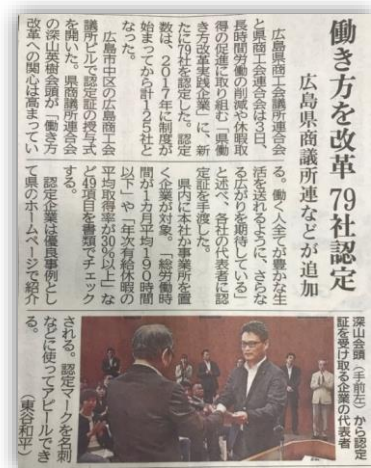 働き方を改革 79社認定
広島県商議所連などが追加
広島県商工会議所連合会
と県商工会連合会は3日、
長時間労働の削減や休暇取
得の促進に取り組む「県働
き方改革実践企業」に、新
たに79社を認定した。認定
数は、2017年に制度が
始まってから計125社と
なった。
広島市中区の広島商工会
議所ビルで認定証の授与式
を開いた。県商議所連合会
の深山英樹会頭が「働き方
改革への関心は高まってい
る。働く人全てが豊かな生
活を送れるように、さらな
る広がりを期待している」
と述べ、各社の代表者に認
定証を手渡した。
県内に本社か事業所を置
く企業が対象。「総労働時
間が1カ月平均190時間
以下」や「年次有給休暇の
平均取得率が30%以上」な
ど49項目を書類でチェック
する。
認定企業は優良事例とし
て県のホームページで紹介
される。認定マークを名刺
などに使ってアピールでき
る。
(東谷和平)
深山会頭(手前左)から認定
証を受け取る企業の代表者